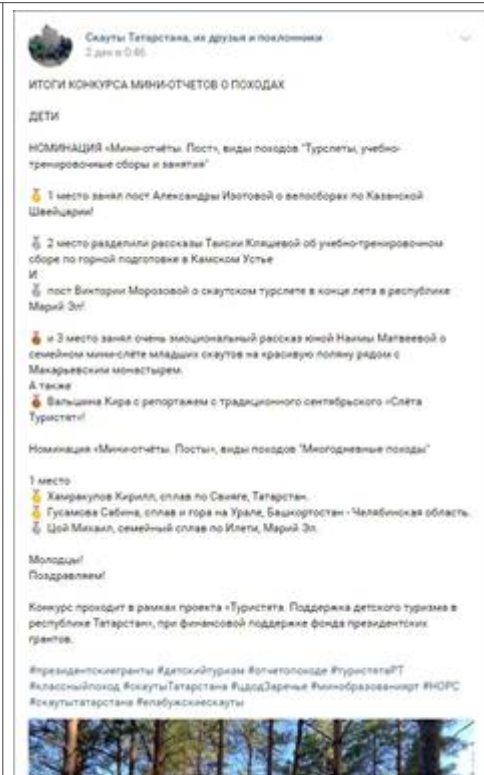 Скауты Татарстана, их друзья и поклонники
2 дек в 0:46
ИТОГИ КОНКУРСА МИНИ-ОТЧЕТОВ О ПОХОДАХ
ДЕТИ
НОМИНАЦИЯ «Мини-отчёты. Пост», виды походов "Турслеты, учебно-
тренировочные сборы и занятия"
1 место занял пост Александры Изотовой о велосборах по Казанской
Швейцарии!
2 место разделили рассказы Таисии Кляшевой об учебно-тренировочном
сборе по горной подготовке в Камском Устье
И
пост Виктории Морозовой о скаутском турслете в конце лета в республике
Марий Эл!
и 3 место занял очень эмоциональный рассказ юной Наимы Матвеевой о
семейном мини-слёте младших скаутов на красивую поляну рядом с
Макарьевским монастырем.
А также
Вальшина Кира с репортажем с традиционного сентябрьского «Слёта
Туристят»!
Номинация «Мини-отчёты. Посты», виды походов "Многодневные походы"
1 место
Хамракулов Кирилл, сплав по Свияге, Татарстан.
Гусамова Сабина, сплав и гора на Урале, Башкортостан - Челябинская область.
Цой Михаил, семейный сплав по Илети, Марий Эл.
Молодцы!
Поздравляем!
Конкурс проходит в рамках проекта «Туристята. Поддержка детского туризма в
республике Татарстан», при финансовой поддержке фонда президентских
грантов.
#президентскиегранты #детскийтуризм #отчетопоходе #туристятаРТ
#классныйпоход #скаутыТатарстана #цдодЗаречье #минобразованиярт #НОРС
#скаутытатарстана #елабужскиескауты